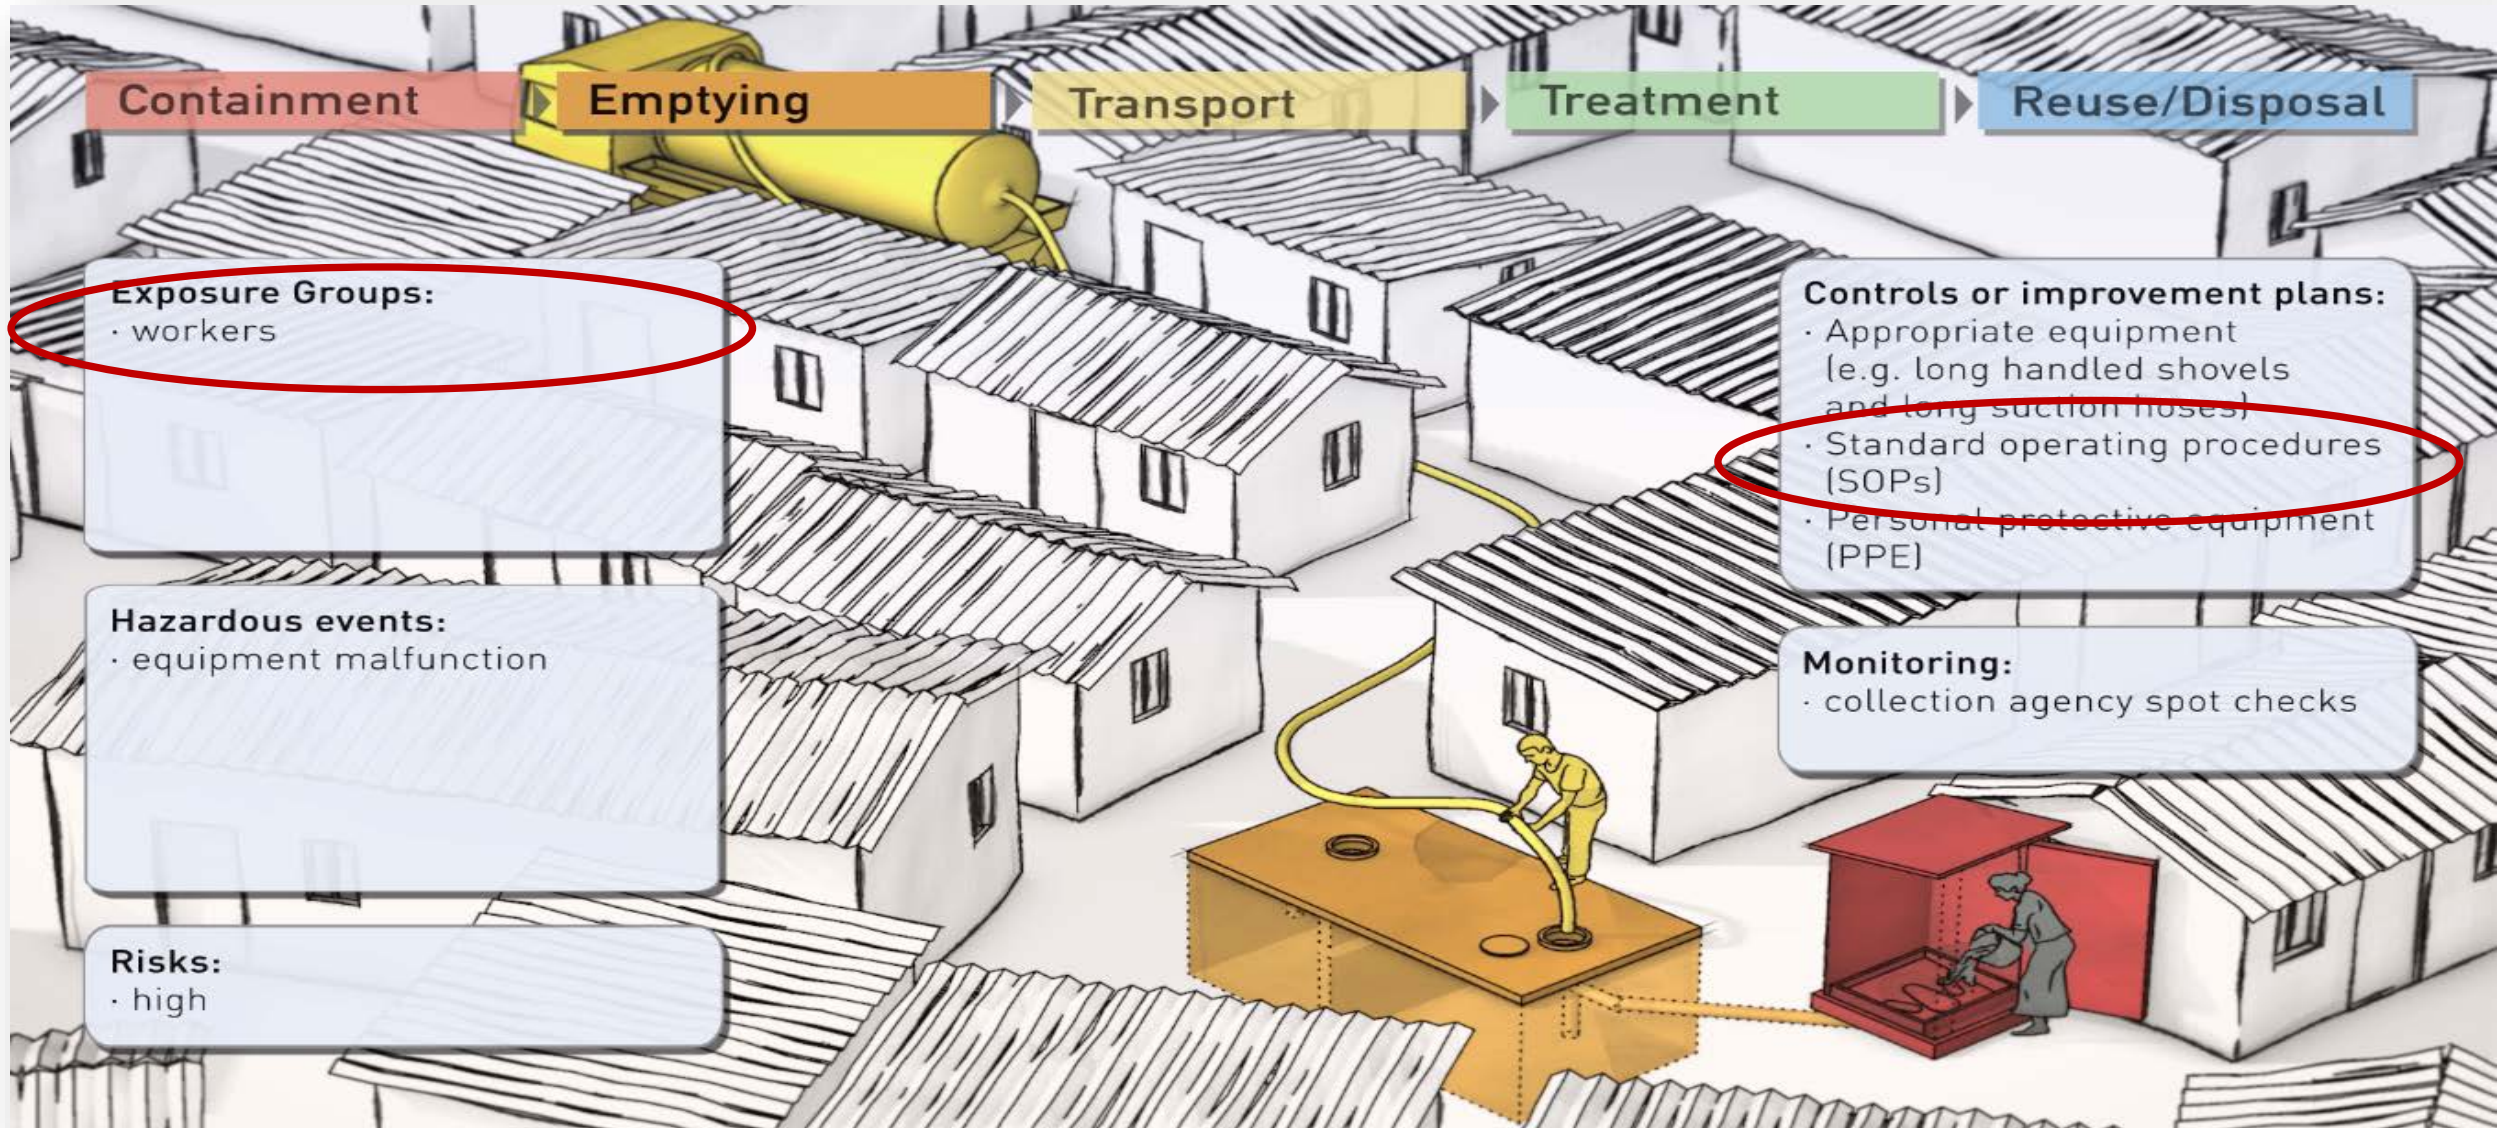 Containment
Emptying
Transport
Treatment
Reuse/Disposal
Exposure Groups:
· workers
Hazardous events:
· equipment malfunction
Risks:
· high
Controls or improvement plans:
· Appropriate equipment
(e.g. long handled shovels
and long suction hoses)
· Standard operating procedures
(SOPs)
· Personal protective equipment
(PPE)
Monitoring:
· collection agency spot checks